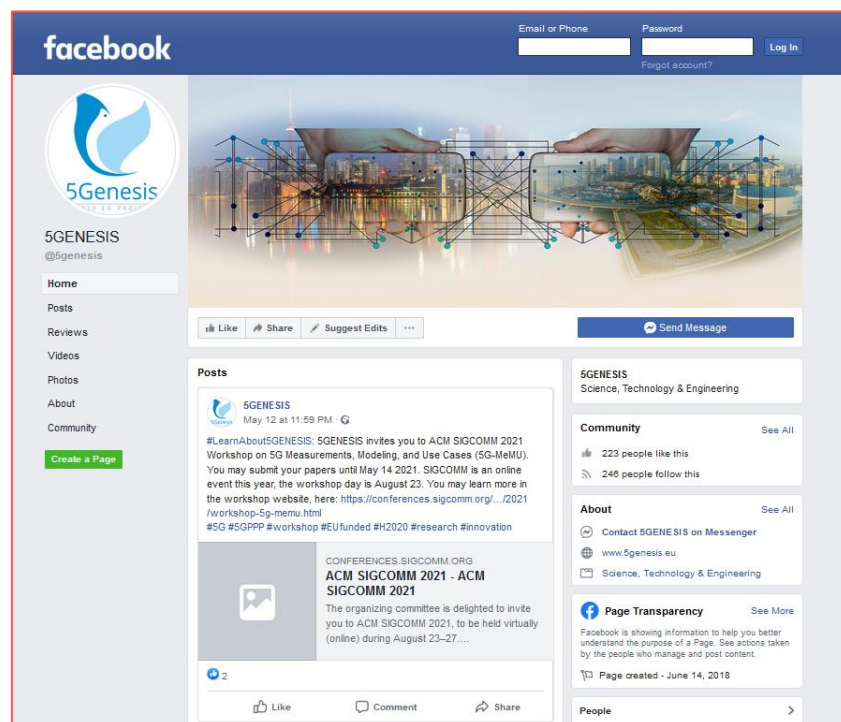 facebook
Email or Phone
Password
Log In
Forgot account?
5Genesis
5GENESIS
@5genesis
Home
Posts
Reviews
Videos
Photos
About
Community
Create a Page
Like
Share
Suggest Edits
Send Message
Posts
5GENESIS
May 12 at 11:59 PM ·
#LearnAbout5GENESIS: 5GENESIS invites you to ACM SIGCOMM 2021
Workshop on 5G Measurements, Modeling, and Use Cases (5G-MeMU).
You may submit your papers until May 14 2021. SIGCOMM is an online
event this year, the workshop day is August 23. You may learn more in
the workshop website, here: https://conferences.sigcomm.org/…/2021
/workshop-5g-memu.html
#5G #5GPPP #workshop #EUfunded #H2020 #research #innovation
CONFERENCES.SIGCOMM.ORG
ACM SIGCOMM 2021 - ACM
SIGCOMM 2021
The organizing committee is delighted to invite
you to ACM SIGCOMM 2021, to be held virtually
(online) during August 23–27....
2
Like
Comment
Share
5GENESIS
Science, Technology & Engineering
Community
See All
223 people like this
246 people follow this
About
See All
Contact 5GENESIS on Messenger
www.5genesis.eu
Science, Technology & Engineering
Page Transparency
See More
Facebook is showing information to help you better
understand the purpose of a Page. See actions taken
by the people who manage and post content.
Page created - June 14, 2018
People